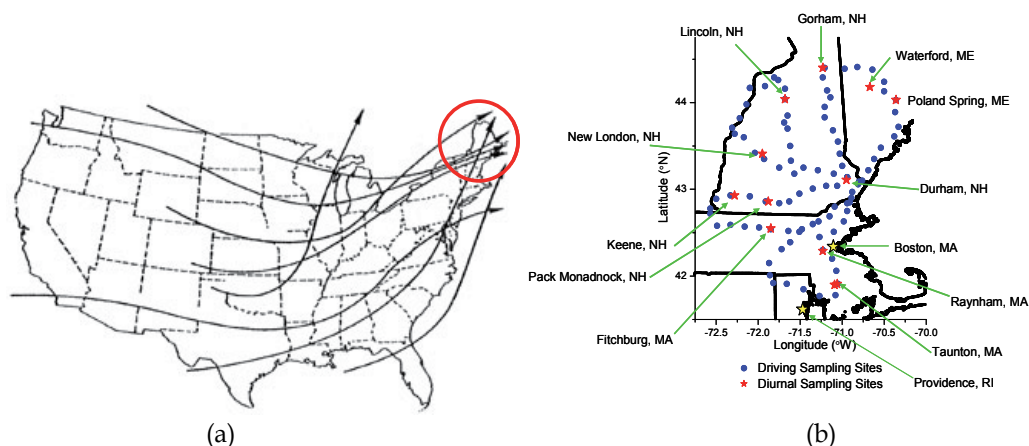 Gorham, NH
Lincoln, NH
Waterford, ME
44
Poland Spring, ME
New London, NH
43
Latitude (°N)
Durham, NH
Keene, NH
Boston, MA
Pack Monadnock, NH
42
Raynham, MA
-72.5 -72.0 -71.5 -71.0 -70.5 -70.0
Fitchburg, MA
Longitude (°W)
Taunton, MA
Driving Sampling Sites
Diurnal Sampling Sites
Providence, RI
(a)
(b)